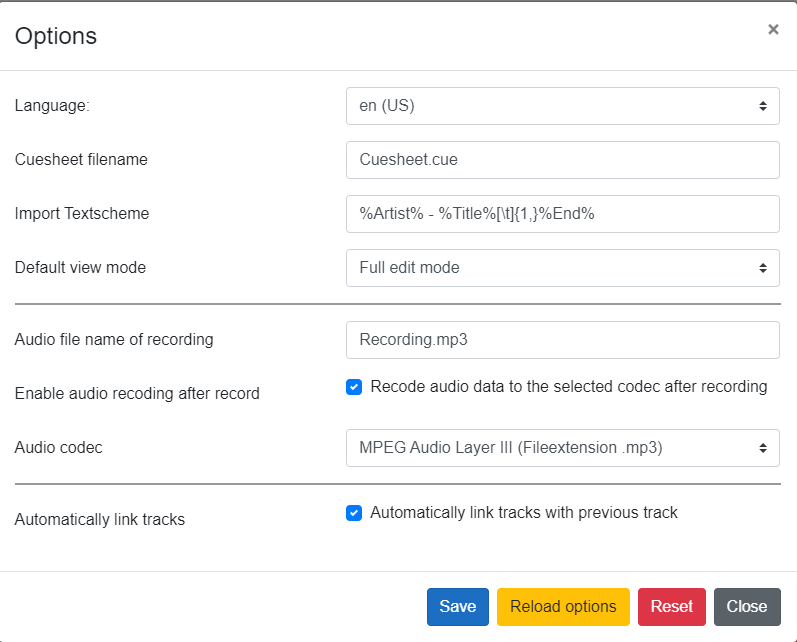 Options ×
Language: en (US)
Cuesheet filename Cuesheet.cue
Import Textscheme %Artist% - %Title%[\t]{1,}%End%
Default view mode Full edit mode
Audio file name of recording Recording.mp3
Enable audio recoding after record Recode audio data to the selected codec after recording
Audio codec MPEG Audio Layer III (Fileextension .mp3)
Automatically link tracks Automatically link tracks with previous track
Save Reload options Reset Close